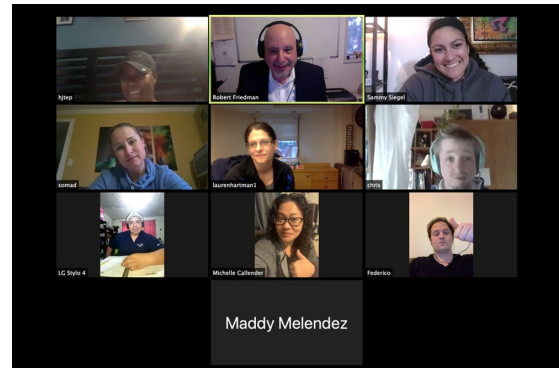 hjtep
Robert Friedman
Sammy Siegel
somad
laurenhartman1
chris
LG Stylo 4
Michelle Callender
Federico
Maddy Melendez